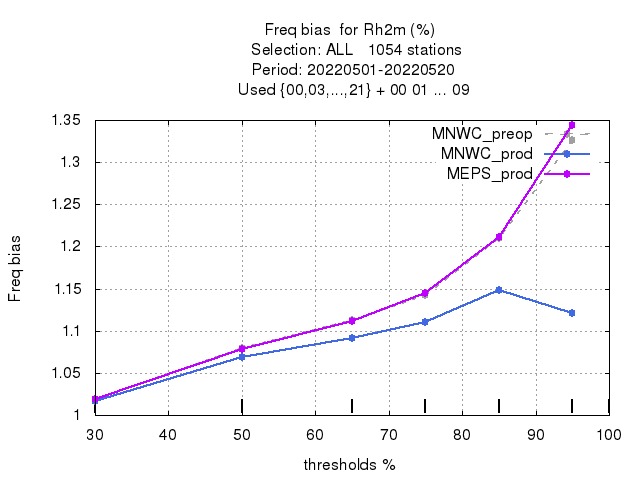 Freq bias  for Rh2m (%)
Selection: ALL   1054 stations
Period: 20220501-20220520
Used {00,03,...,21} + 00 01 ... 09
1.35
1.3
1.25
1.2
1.15
1.1
1.05
1
Freq bias
MNWC_preop
MNWC_prod
MEPS_prod
30 40 50 60 70 80 90 100
thresholds %